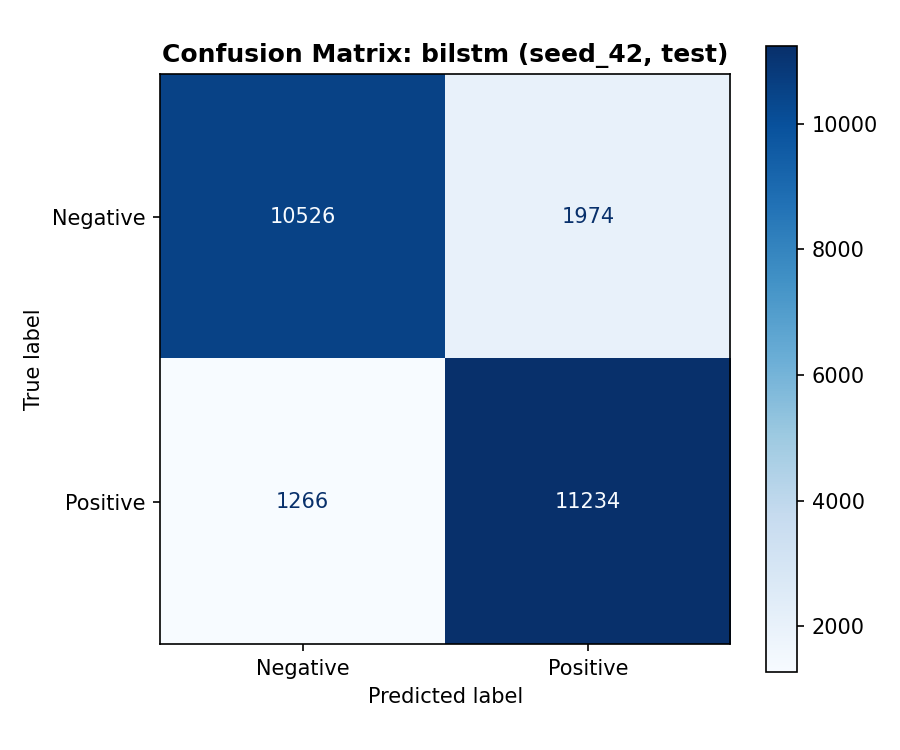 Confusion Matrix: bilstm (seed_42, test)
10000
Negative
10526
1974
8000
True label
6000
4000
Positive
1266
11234
2000
Negative
Positive
Predicted label